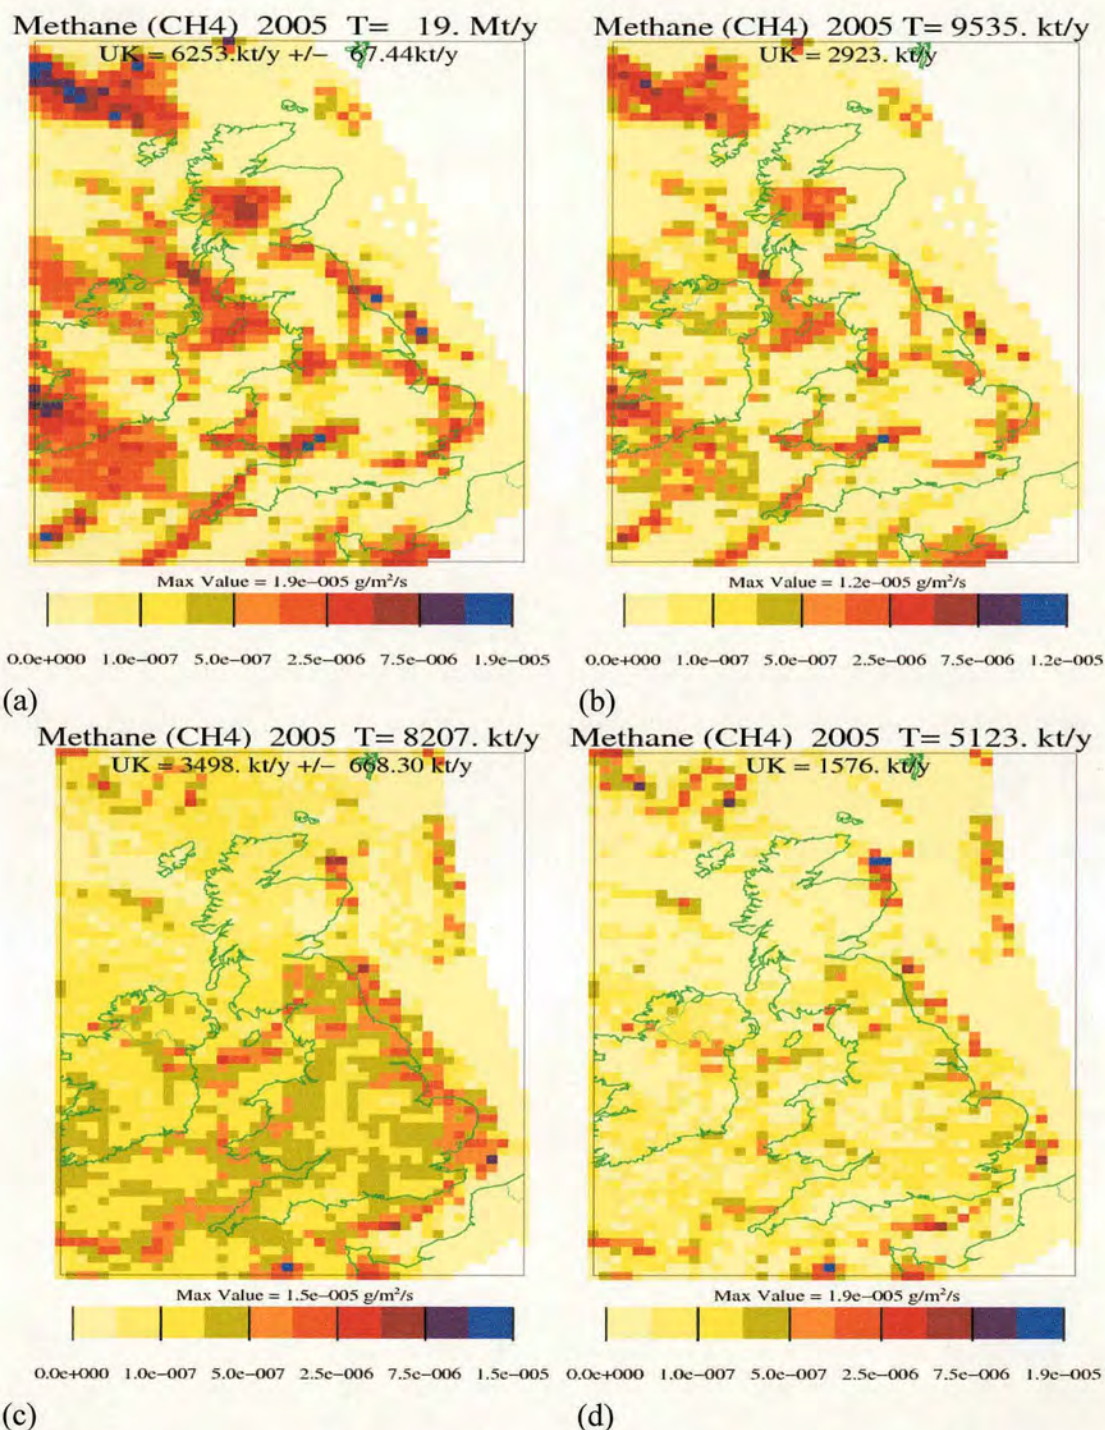 Methane (CH4) 2005 T= 19. Mt/y
UK = 6253.kt/y +/− 67.44kt/y
Max Value = 1.9e−005 g/m²/s
0.0e+000 1.0e−007 5.0e−007 2.5e−006 7.5e−006 1.9e−005
(a)
Methane (CH4) 2005 T= 9535. kt/y
UK = 2923. kt/y
Max Value = 1.2e−005 g/m²/s
0.0e+000 1.0e−007 5.0e−007 2.5e−006 7.5e−006 1.2e−005
(b)
Methane (CH4) 2005 T= 8207. kt/y
UK = 3498. kt/y +/− 668.30 kt/y
Max Value = 1.5e−005 g/m²/s
0.0e+000 1.0e−007 5.0e−007 2.5e−006 7.5e−006 1.5e−005
(c)
Methane (CH4) 2005 T= 5123. kt/y
UK = 1576. kt/y
Max Value = 1.9e−005 g/m²/s
0.0e+000 1.0e−007 5.0e−007 2.5e−006 7.5e−006 1.9e−005
(d)